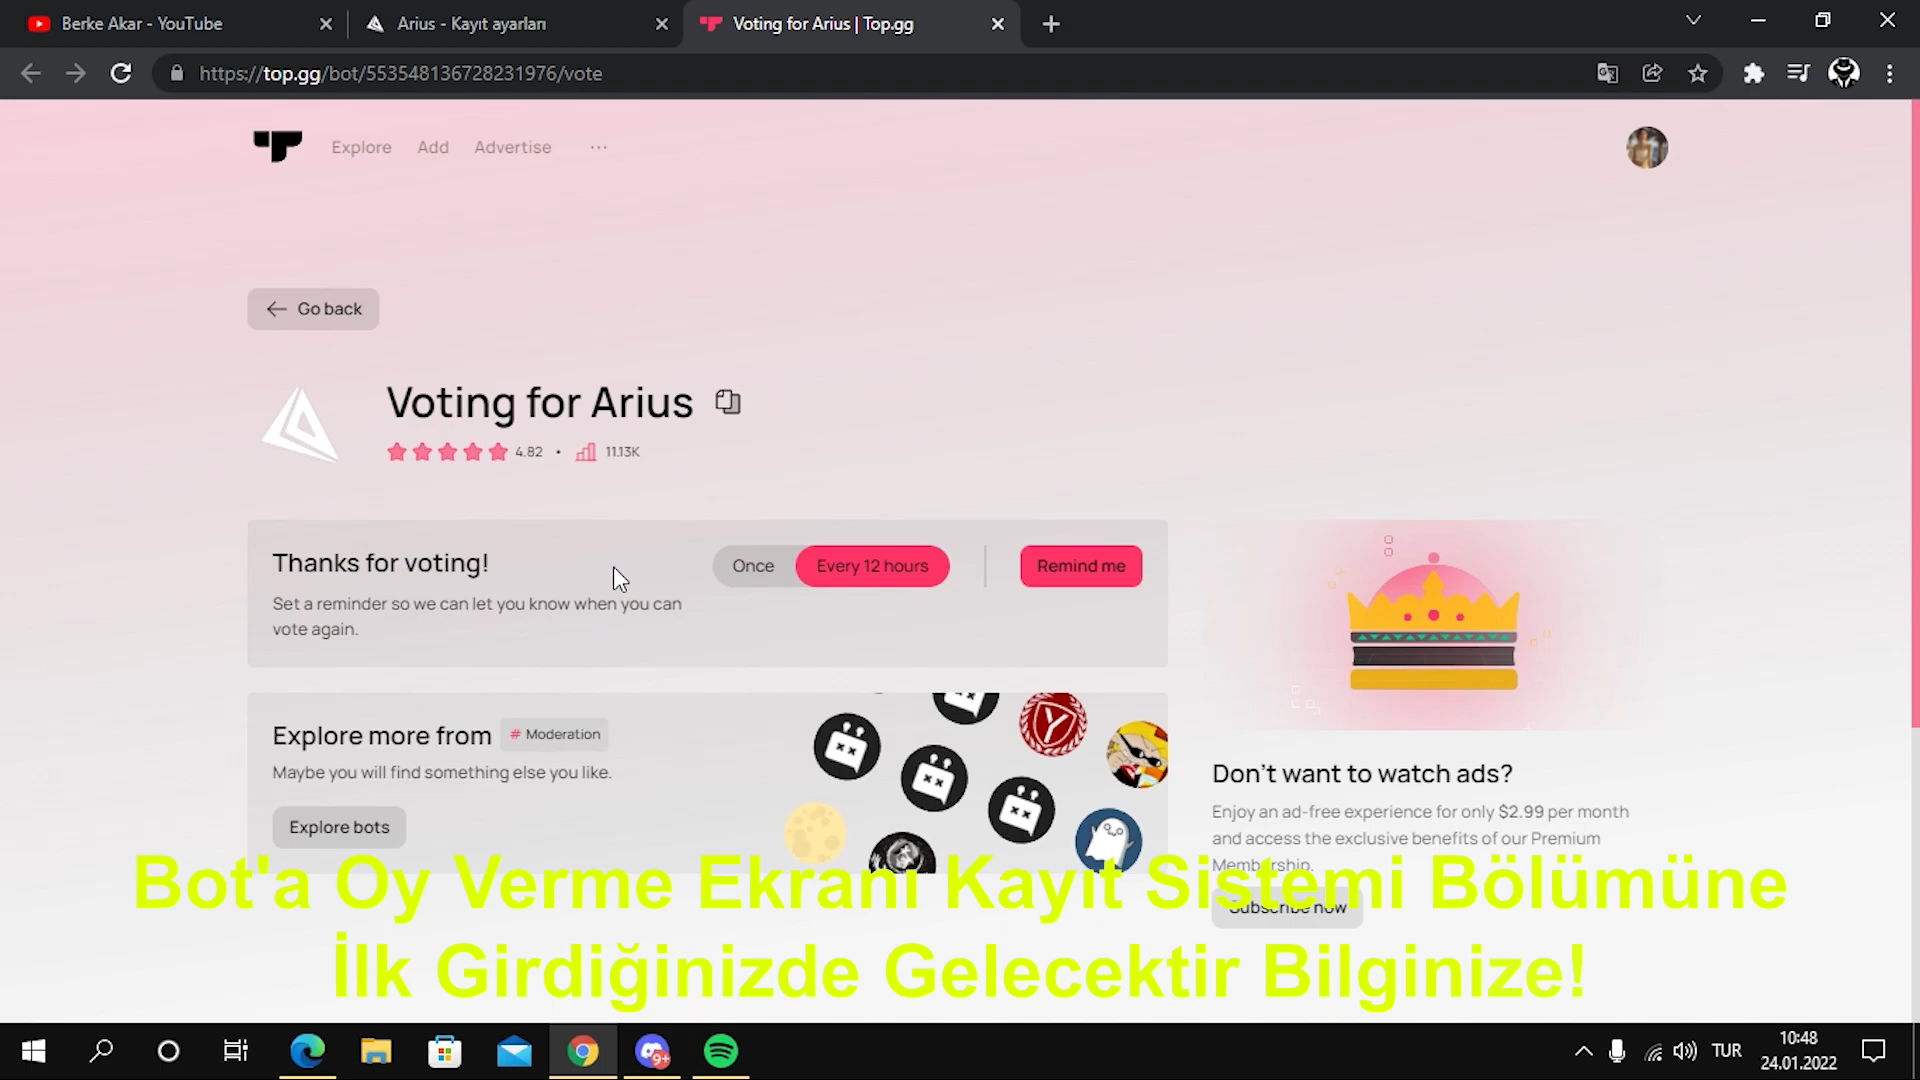 Berke Akar - YouTube
Arius - Kayıt ayarları
Voting for Arius | Top.gg
https://top.gg/bot/553548136728231976/vote
Explore Add Advertise ···
Go back
Voting for Arius
4.82 • 11.13K
Thanks for voting!
Once Every 12 hours Remind me
Set a reminder so we can let you know when you can
vote again.
Explore more from # Moderation
Maybe you will find something else you like.
Explore bots
Don't want to watch ads?
Enjoy an ad-free experience for only $2.99 per month
and access the exclusive benefits of our Premium
Membership.
Subscribe now
Bot'a Oy Verme Ekranı Kayıt Sistemi Bölümüne
İlk Girdiğinizde Gelecektir Bilginize!
9+
TUR
10:48
24.01.2022